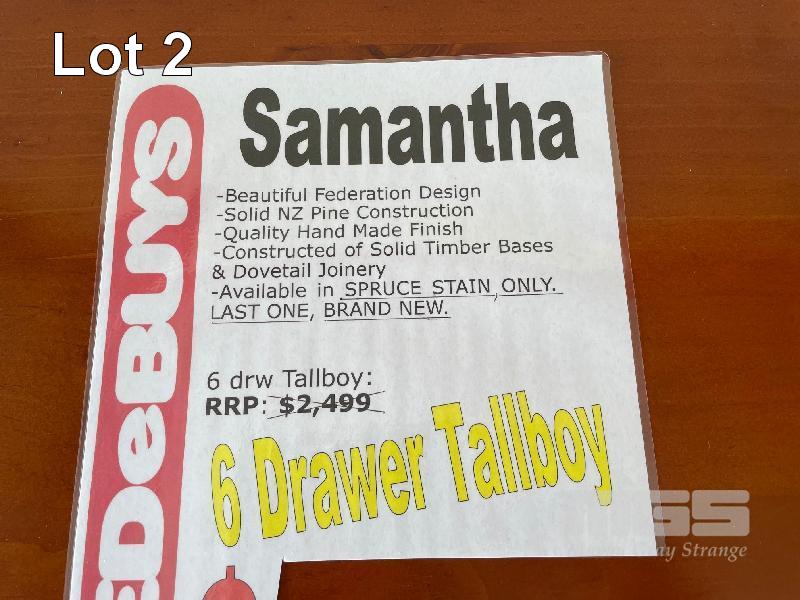 Lot 2
Samantha
-Beautiful Federation Design
-Solid NZ Pine Construction
-Quality Hand Made Finish
-Constructed of Solid Timber Bases
& Dovetail Joinery
-Available in SPRUCE STAIN ONLY.
LAST ONE, BRAND NEW.
6 drw Tallboy:
RRP: $2,499
6 Drawer Tallboy
DeBUYS
Strange